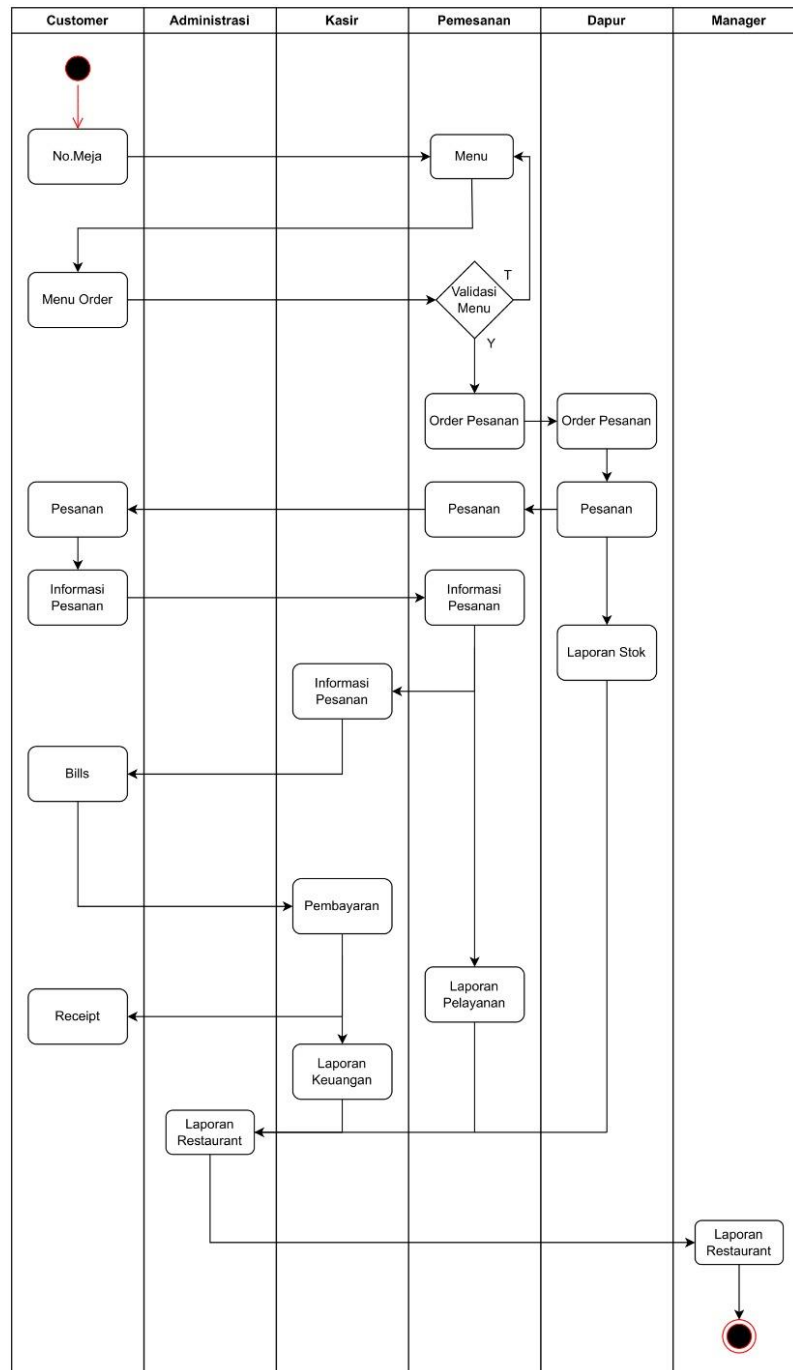 Customer Administrasi Kasir Pemesanan Dapur Manager
No.Meja
Menu
Menu Order
Validasi
Menu
T
Y
Order Pesanan
Order Pesanan
Pesanan
Pesanan
Pesanan
Informasi
Pesanan
Informasi
Pesanan
Laporan Stok
Informasi
Pesanan
Bills
Pembayaran
Laporan
Pelayanan
Receipt
Laporan
Keuangan
Laporan
Restaurant
Laporan
Restaurant